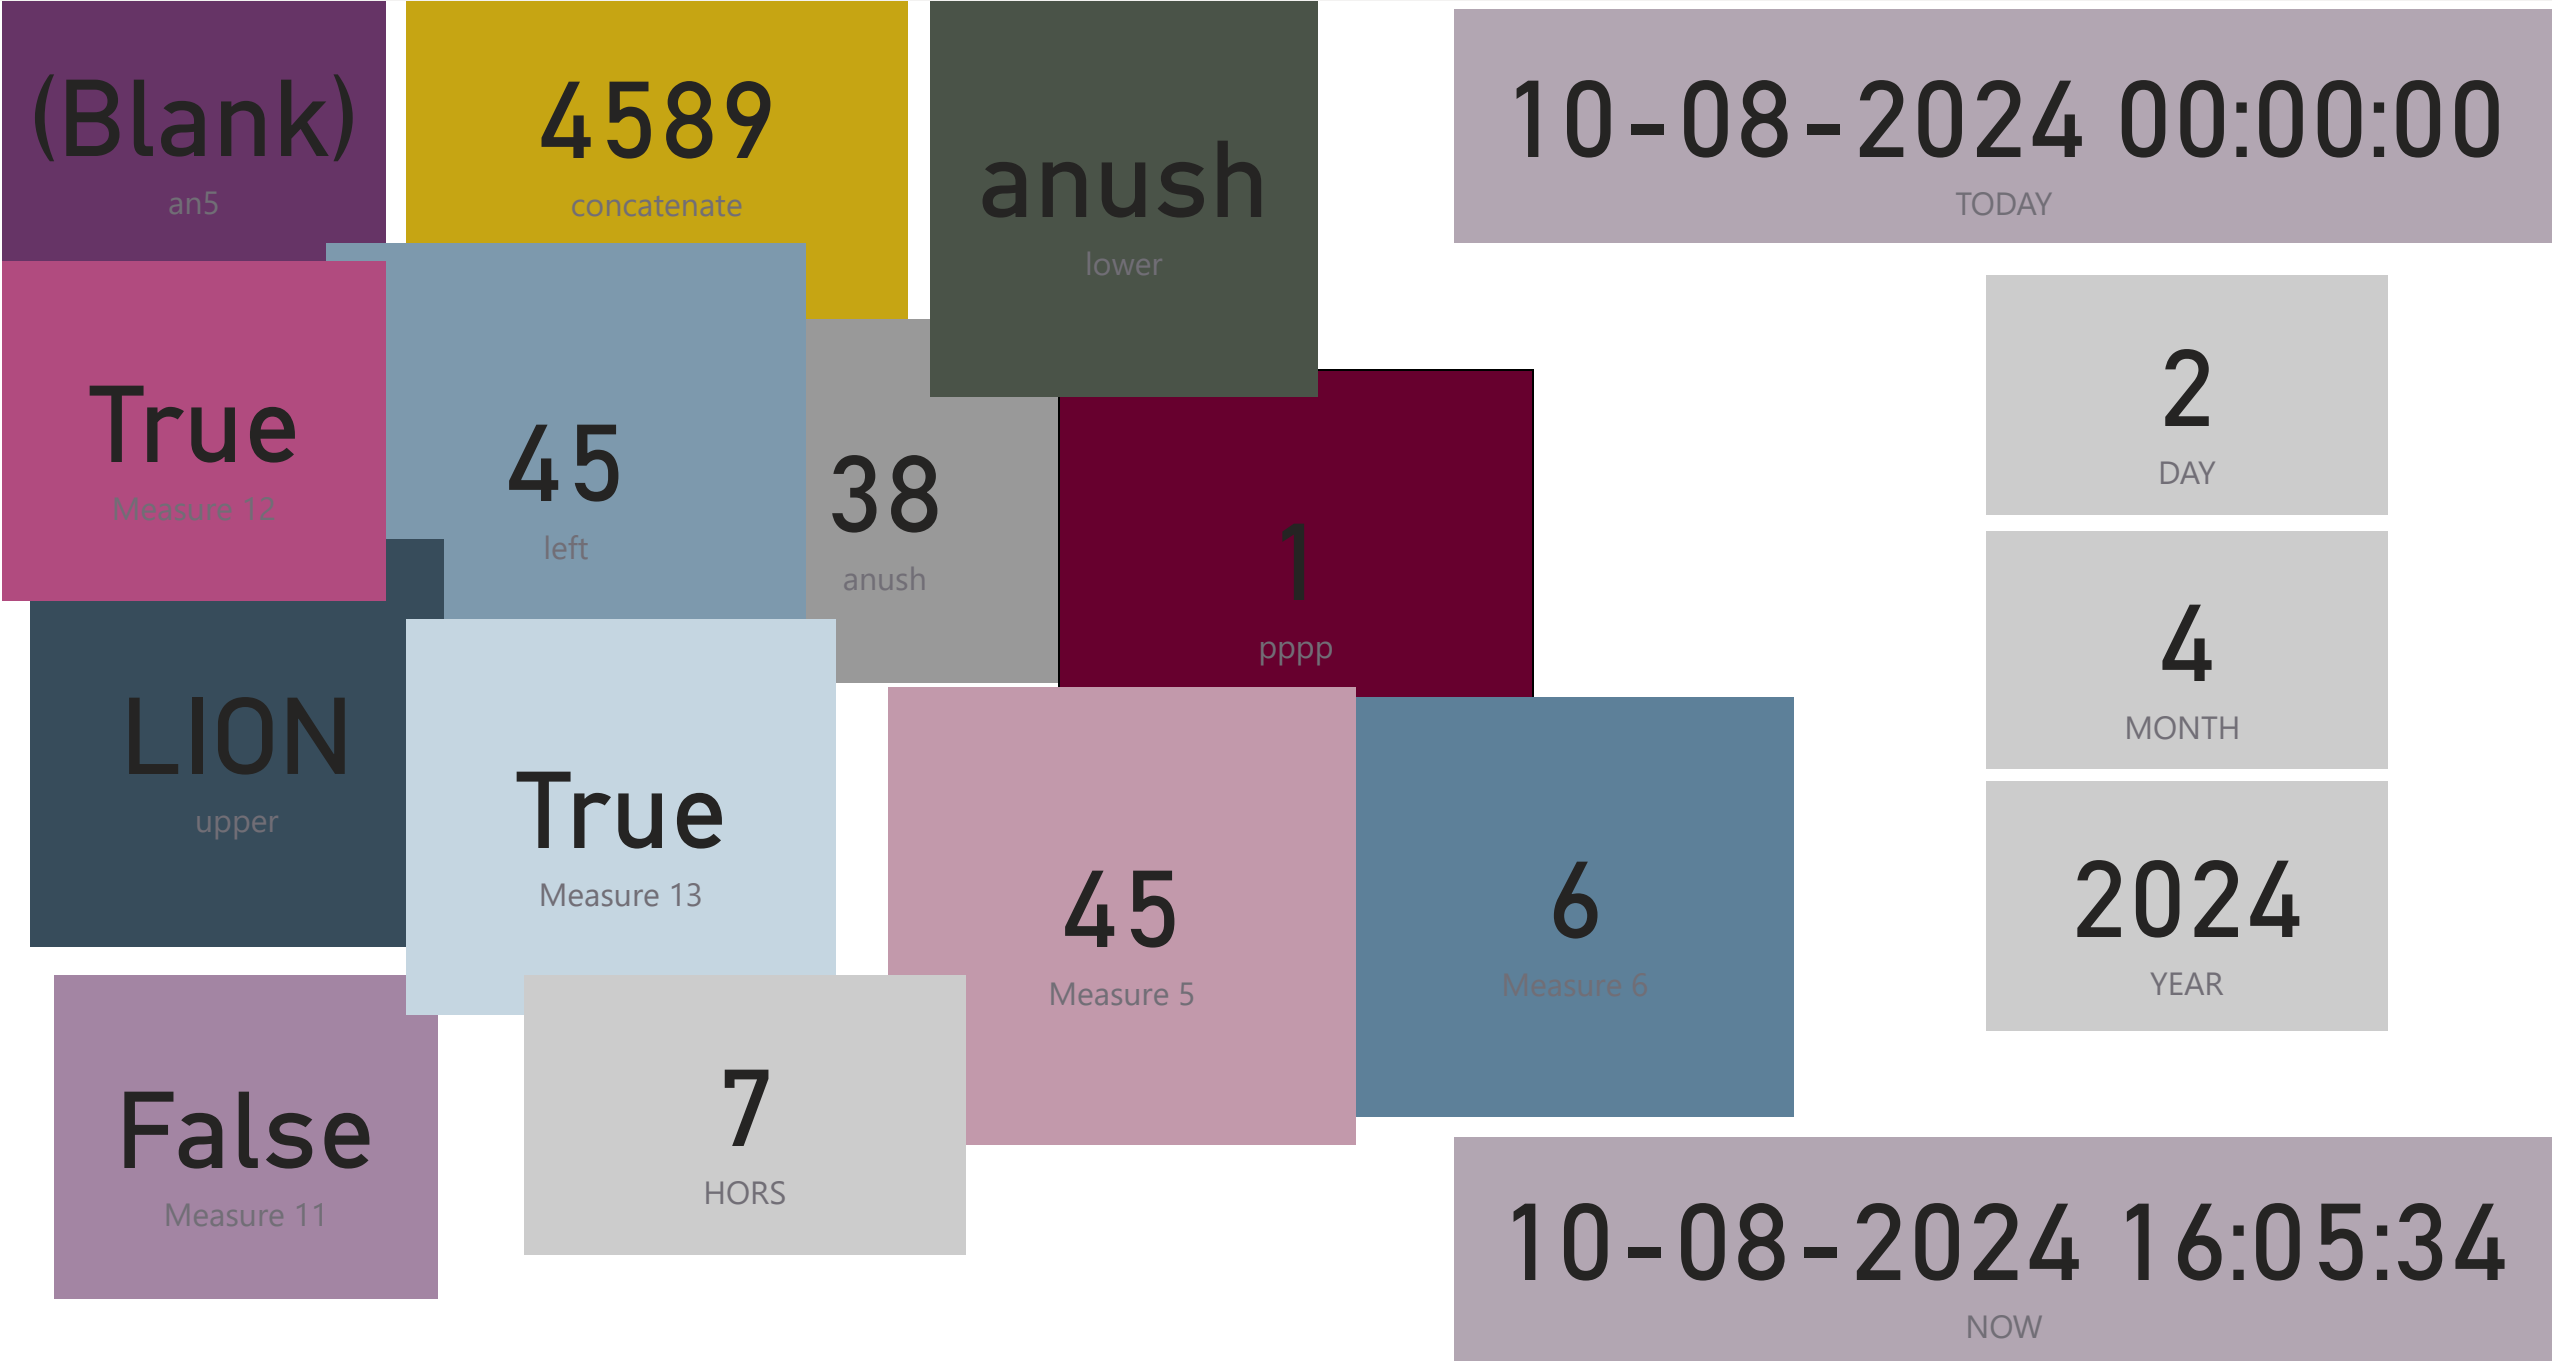 (Blank)
an5
4589
concatenate
anush
lower
10-08-2024 00:00:00
TODAY
True
Measure 12
45
left
38
anush
1
pppp
2
DAY
4
MONTH
LION
upper
True
Measure 13
45
Measure 5
6
Measure 6
2024
YEAR
False
Measure 11
7
HORS
10-08-2024 16:05:34
NOW